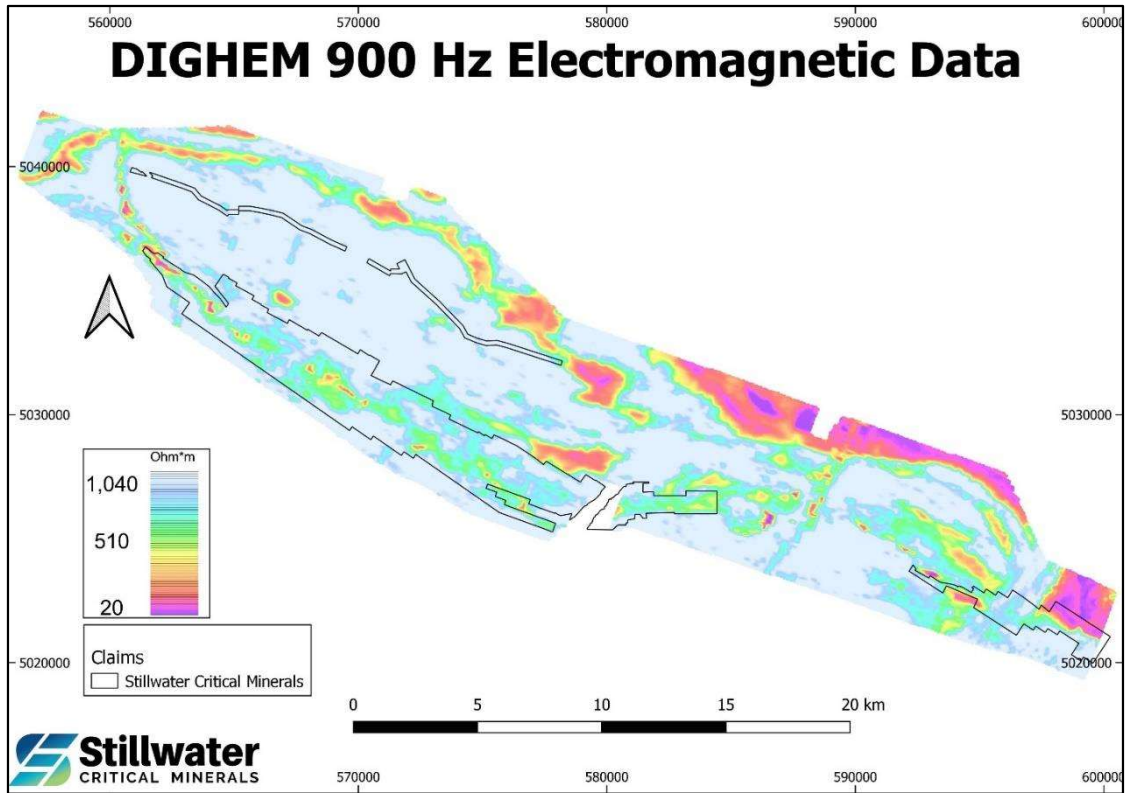 560000 570000 580000 590000 600000
DIGHEM 900 Hz Electromagnetic Data
5040000
5030000 5030000
Ohm*m
1,040
510
20
Claims
Stillwater Critical Minerals
5020000 5020000
0 5 10 15 20 km
Stillwater
CRITICAL MINERALS
570000 580000 590000 600000